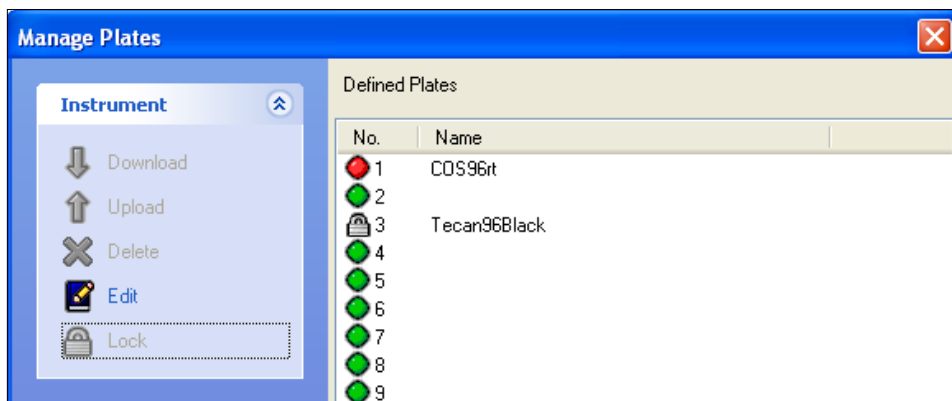 Manage Plates
Instrument
Download
Upload
Delete
Edit
Lock
Defined Plates
No. Name
1 COS96rt
2
3 Tecan96Black
4
5
6
7
8
9